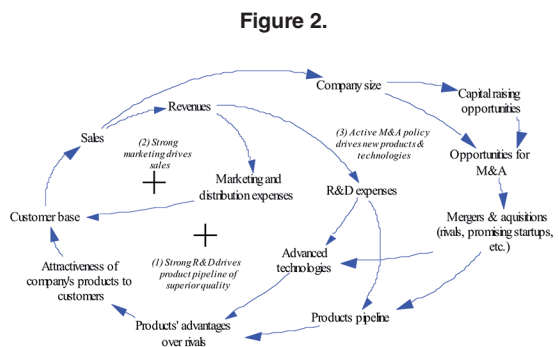 Figure 2.
Company size
Capital raising
opportunities
Revenues
Sales
(2) Strong
marketing drives
sales
(3) Active M&A policy
drives new products &
technologies
Opportunities for
M&A
Marketing and
distribution expenses
R&D expenses
Customer base
Mergers & aquisitions
(rivals, promising startups,
etc.)
(1) Strong R&D drives
product pipeline of
superior quality
Advanced
technologies
Attractiveness of
company's products to
customers
Products pipeline
Products' advantages
over rivals